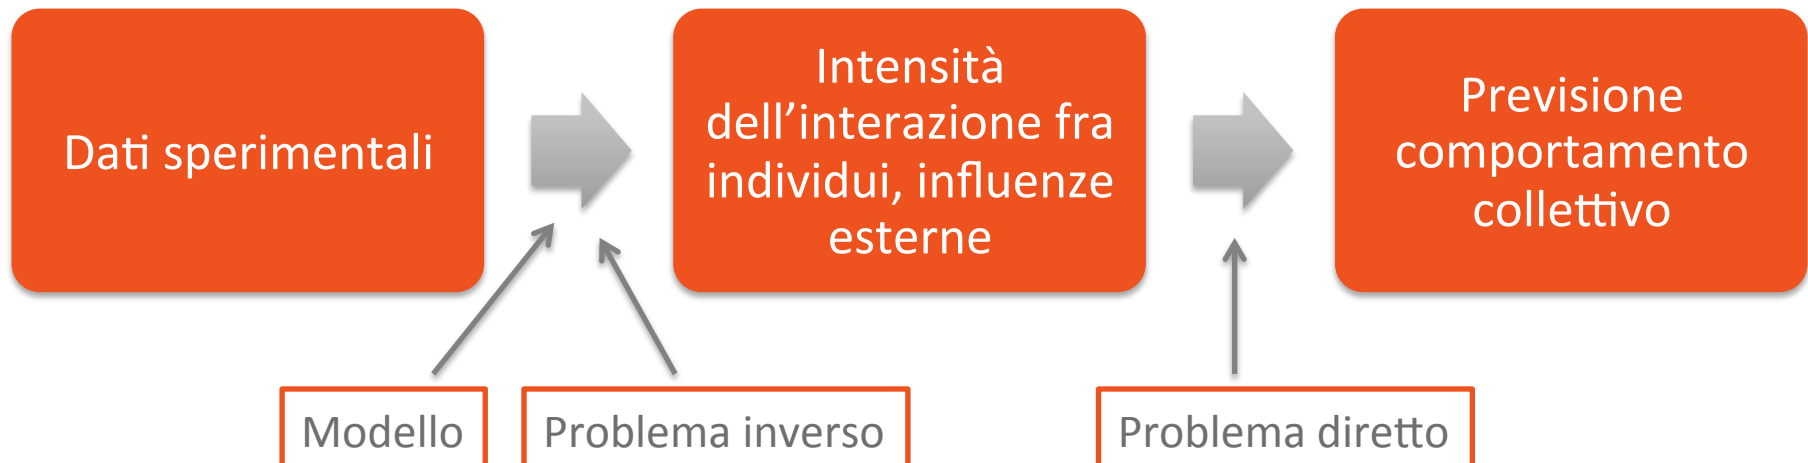 Dati sperimentali
Intensità
dell’interazione fra
individui, influenze
esterne
Previsione
comportamento
collettivo
Modello
Problema inverso
Problema diretto